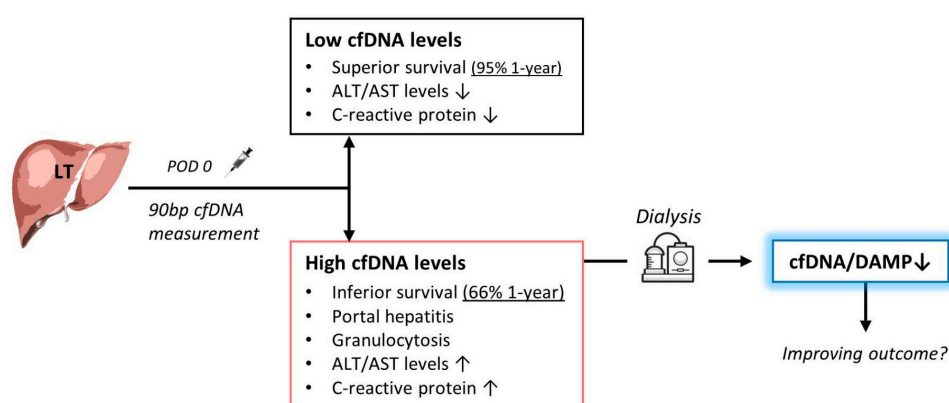 Low cfDNA levels
• Superior survival (95% 1-year)
• ALT/AST levels ↓
• C-reactive protein ↓
LT
POD 0
90bp cfDNA
measurement
High cfDNA levels
• Inferior survival (66% 1-year)
• Portal hepatitis
• Granulocytosis
• ALT/AST levels ↑
• C-reactive protein ↑
Dialysis
cfDNA/DAMP↓
Improving outcome?